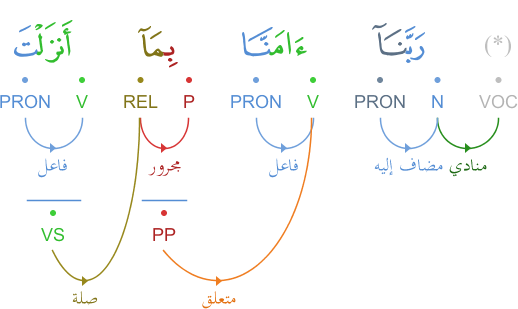 (*) رَبَّنَآ ءَامَنَّا بِمَآ أَنزَلْتَ
VOC N PRON V PRON P REL V PRON
منادي مضاف إليه فاعل مجرور فاعل
PP VS
متعلق صلة